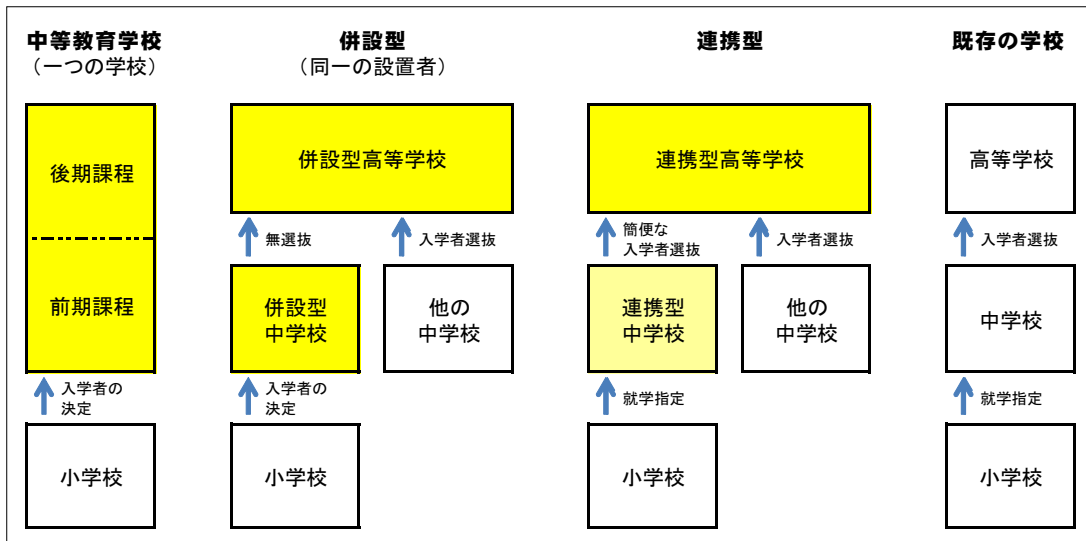 中等教育学校
（一つの学校）
後期課程
前期課程
入学者の
決定
小学校
併設型
（同一の設置者）
併設型高等学校
無選抜
入学者選抜
併設型
中学校
他の
中学校
入学者の
決定
小学校
連携型
連携型高等学校
簡便な
入学者選抜
入学者選抜
連携型
中学校
他の
中学校
就学指定
小学校
既存の学校
高等学校
入学者選抜
中学校
就学指定
小学校